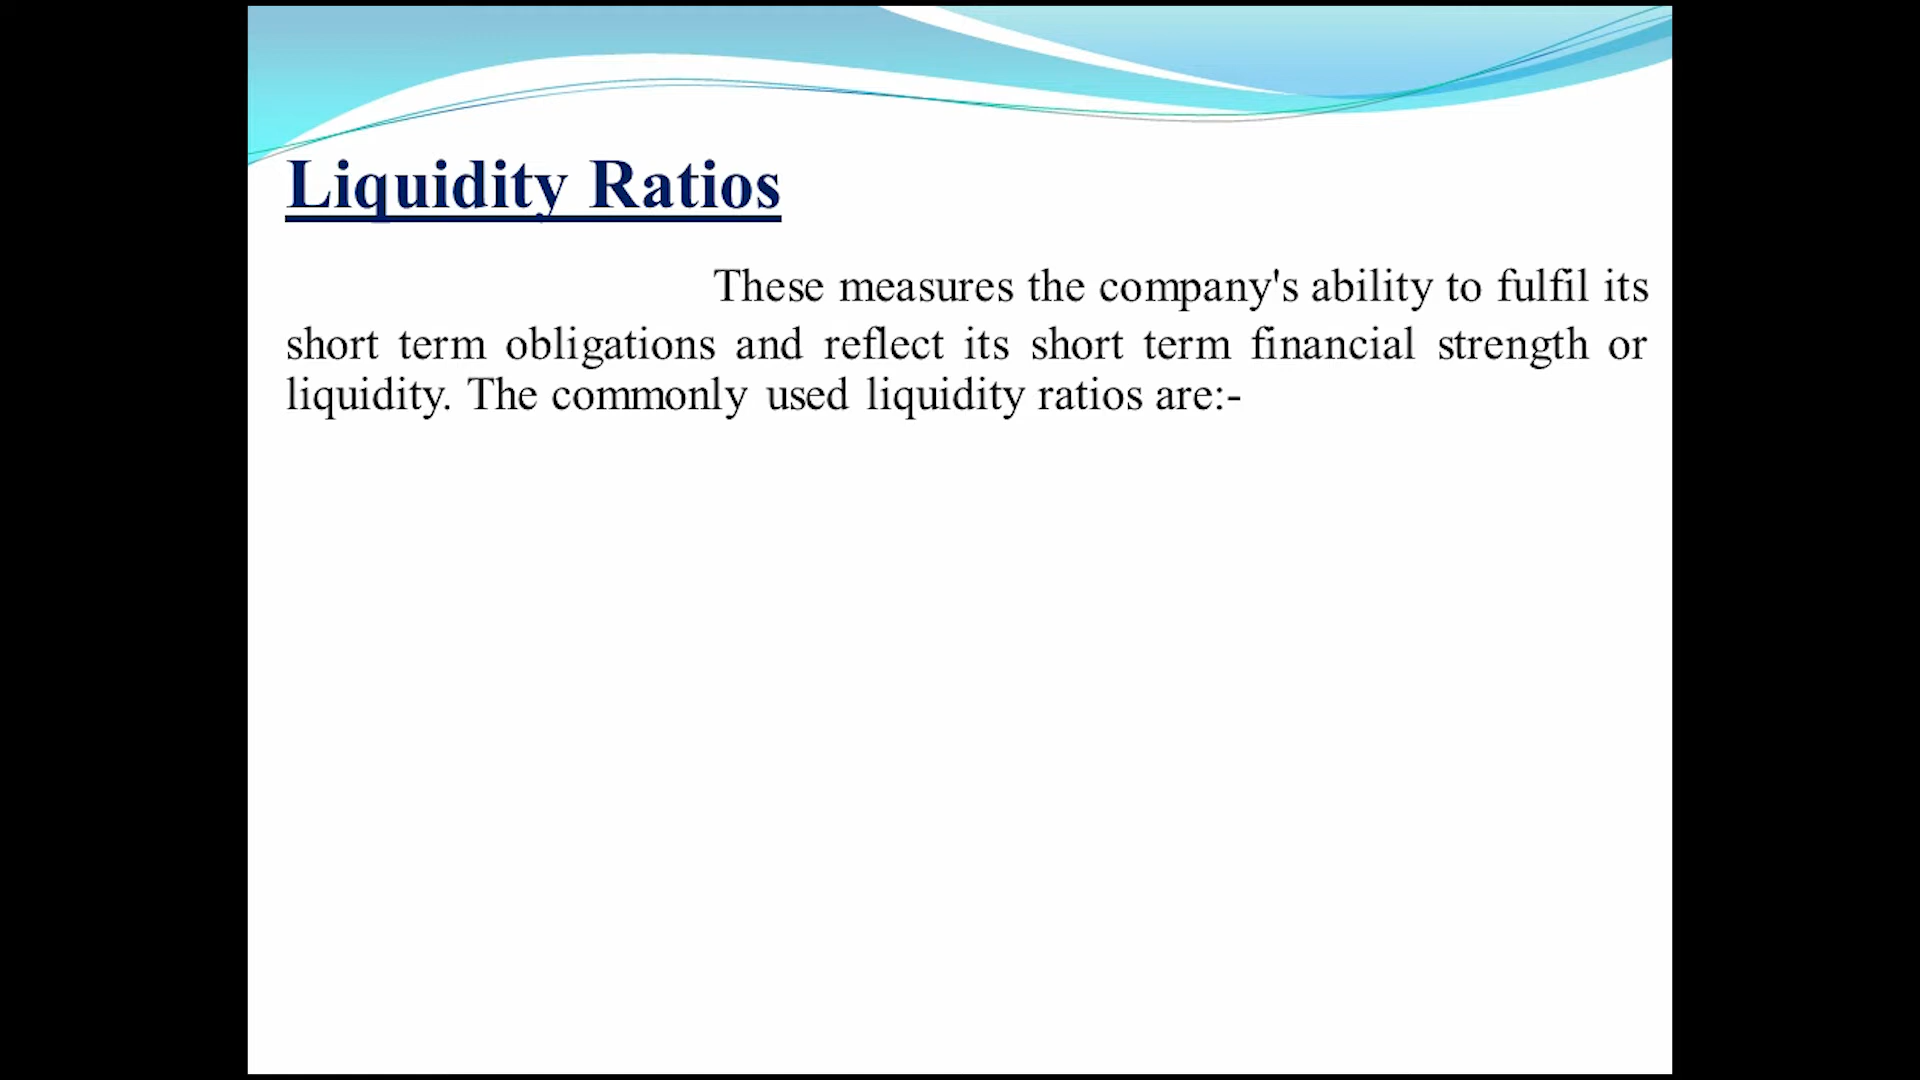 Liquidity Ratios
These measures the company's ability to fulfil its
short term obligations and reflect its short term financial strength or
liquidity. The commonly used liquidity ratios are:-